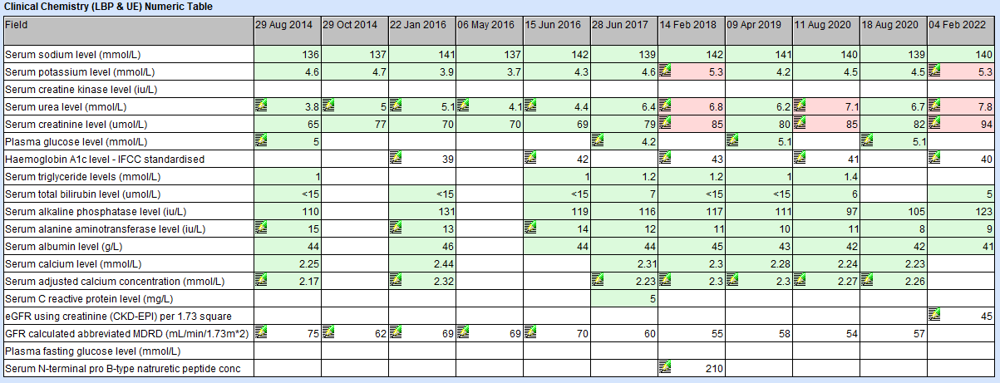 Clinical Chemistry (LBP & UE) Numeric Table
Field 29 Aug 2014 29 Oct 2014 22 Jan 2016 06 May 2016 15 Jun 2016 28 Jun 2017 14 Feb 2018 09 Apr 2019 11 Aug 2020 18 Aug 2020 04 Feb 2022
Serum sodium level (mmol/L) 136 137 141 137 142 139 142 141 140 139 140
Serum potassium level (mmol/L) 4.6 4.7 3.9 3.7 4.3 4.6 5.3 4.2 4.5 4.5 5.3
Serum creatine kinase level (iu/L)
Serum urea level (mmol/L) 3.8 5 5.1 4.1 4.4 6.4 6.8 6.2 7.1 6.7 7.8
Serum creatinine level (umol/L) 65 77 70 70 69 79 85 80 85 82 94
Plasma glucose level (mmol/L) 5 4.2 5.1 5.1
Haemoglobin A1c level - IFCC standardised 39 42 43 41 40
Serum triglyceride levels (mmol/L) 1 1 1.2 1.2 1 1.4
Serum total bilirubin level (umol/L) <15 <15 <15 7 <15 <15 6 5
Serum alkaline phosphatase level (iu/L) 110 131 119 116 117 111 97 105 123
Serum alanine aminotransferase level (iu/L) 15 13 14 12 11 10 11 8 9
Serum albumin level (g/L) 44 46 44 44 45 43 42 42 41
Serum calcium level (mmol/L) 2.25 2.44 2.31 2.3 2.28 2.24 2.23
Serum adjusted calcium concentration (mmol/L) 2.17 2.32 2.23 2.3 2.3 2.27 2.26
Serum C reactive protein level (mg/L) 5
eGFR using creatinine (CKD-EPI) per 1.73 square 45
GFR calculated abbreviated MDRD (mL/min/1.73m*2) 75 62 69 69 70 60 55 58 54 57
Plasma fasting glucose level (mmol/L)
Serum N-terminal pro B-type natruretic peptide conc 210